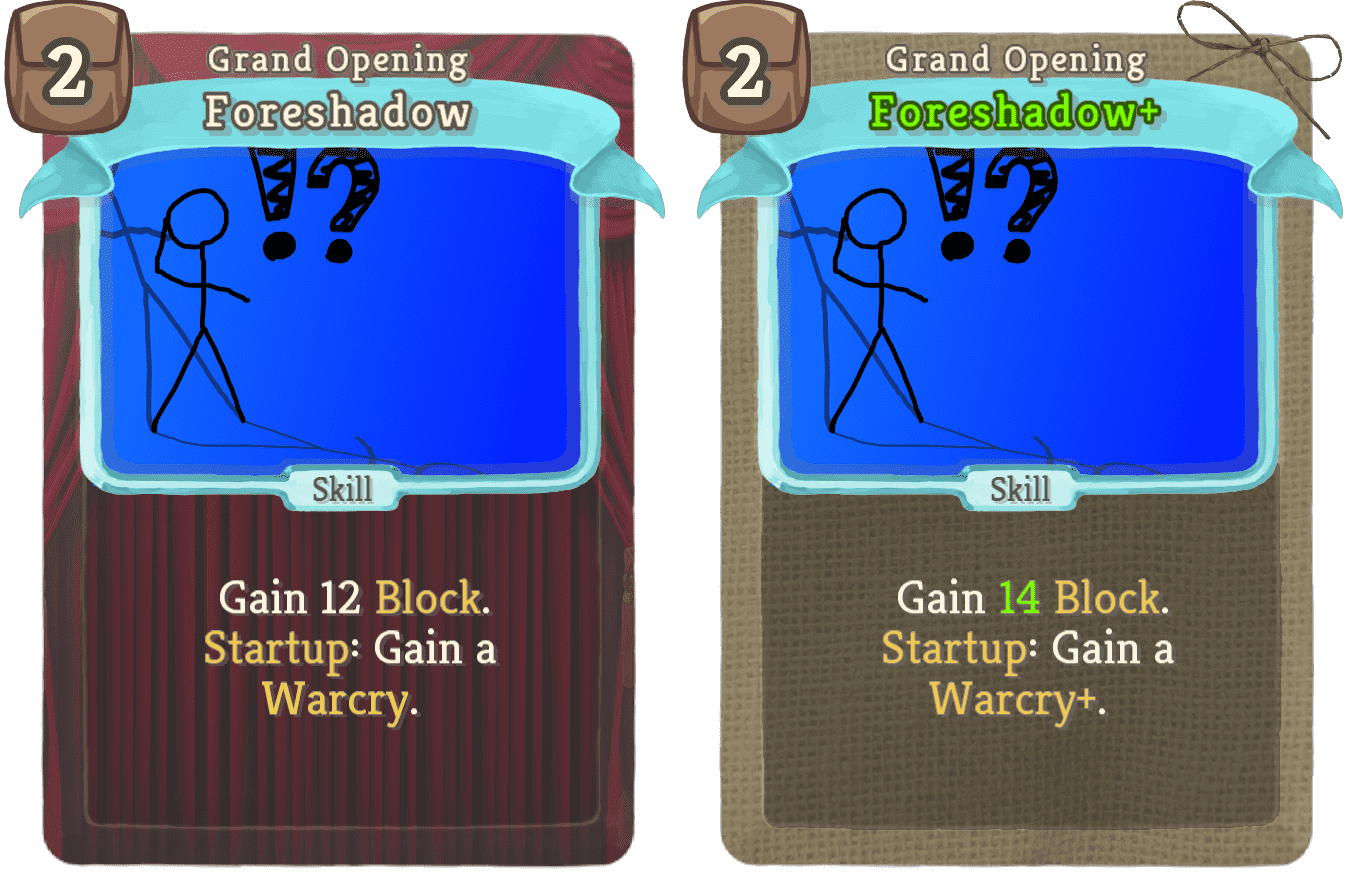 2
Grand Opening
Foreshadow
!?
Skill
Gain 12 Block.
Startup: Gain a
Warcry.
2
Grand Opening
Foreshadow+
!?
Skill
Gain 14 Block.
Startup: Gain a
Warcry+.